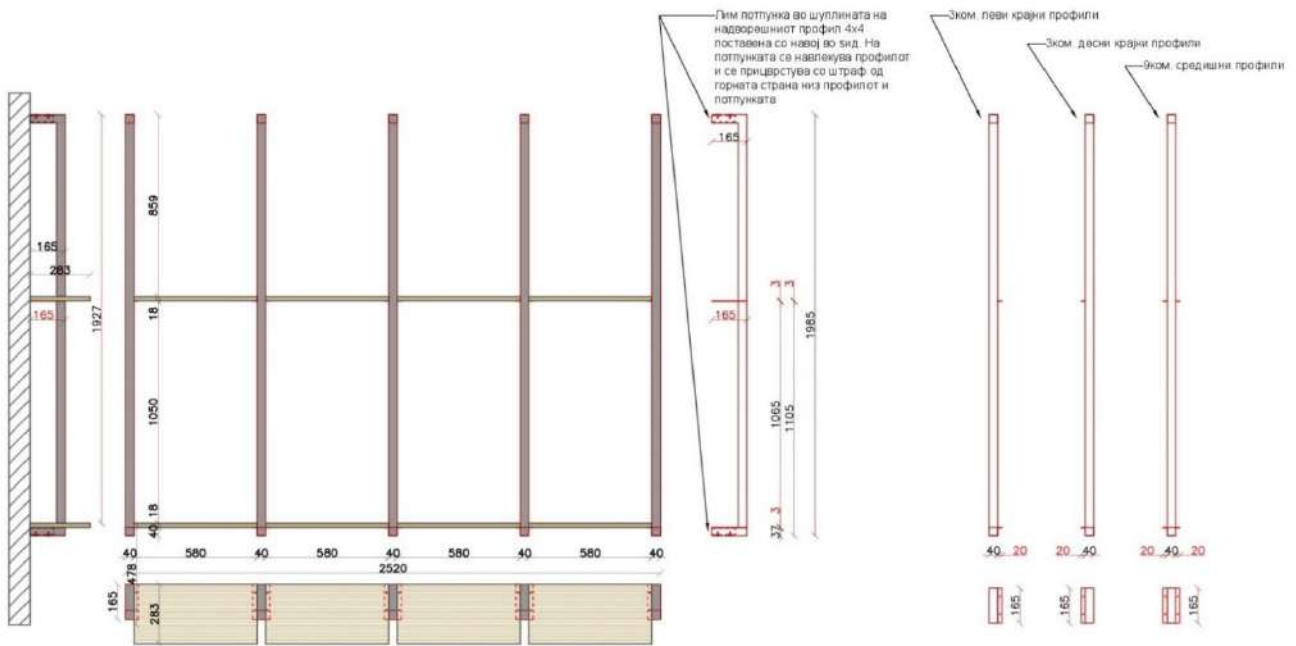 Лим потпунка во шуплината на
надворешниот профил 4x4
поставена со навој во ѕид. На
потпунката се навлекува профилот
и се прицврстува со штраф од
горната страна низ профилот и
потпунката
3ком. леви крајни профили
3ком. десни крајни профили
9ком. средишни профили
165
283
165
1927
859
18
1050
18
40
40 580 40 580 40 580 40 580 40
478
2520
165
283
165
165
3 3
1985
1065
1105
3
37
40 20
20 40
20 40 20
165
165
165